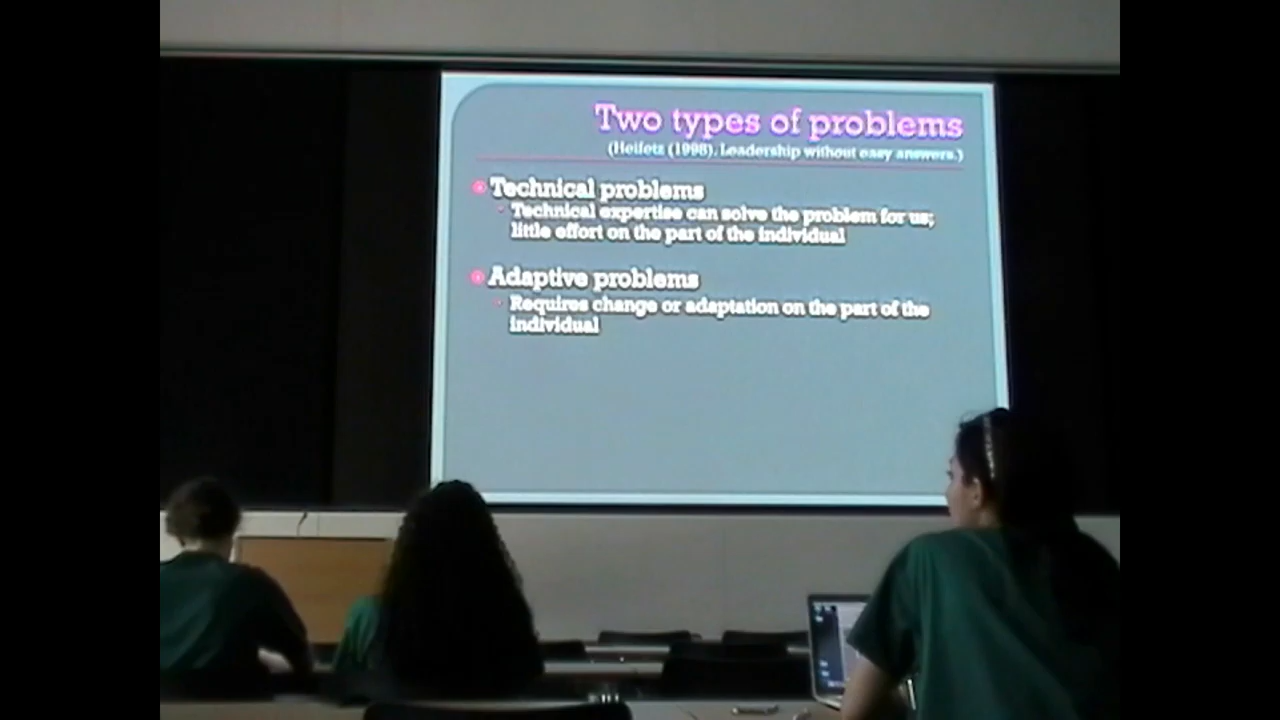 Two types of problems
(Heifetz (1998). Leadership without easy answers.)
Technical problems
Technical expertise can solve the problem for us;
little effort on the part of the individual
Adaptive problems
Requires change or adaptation on the part of the
individual